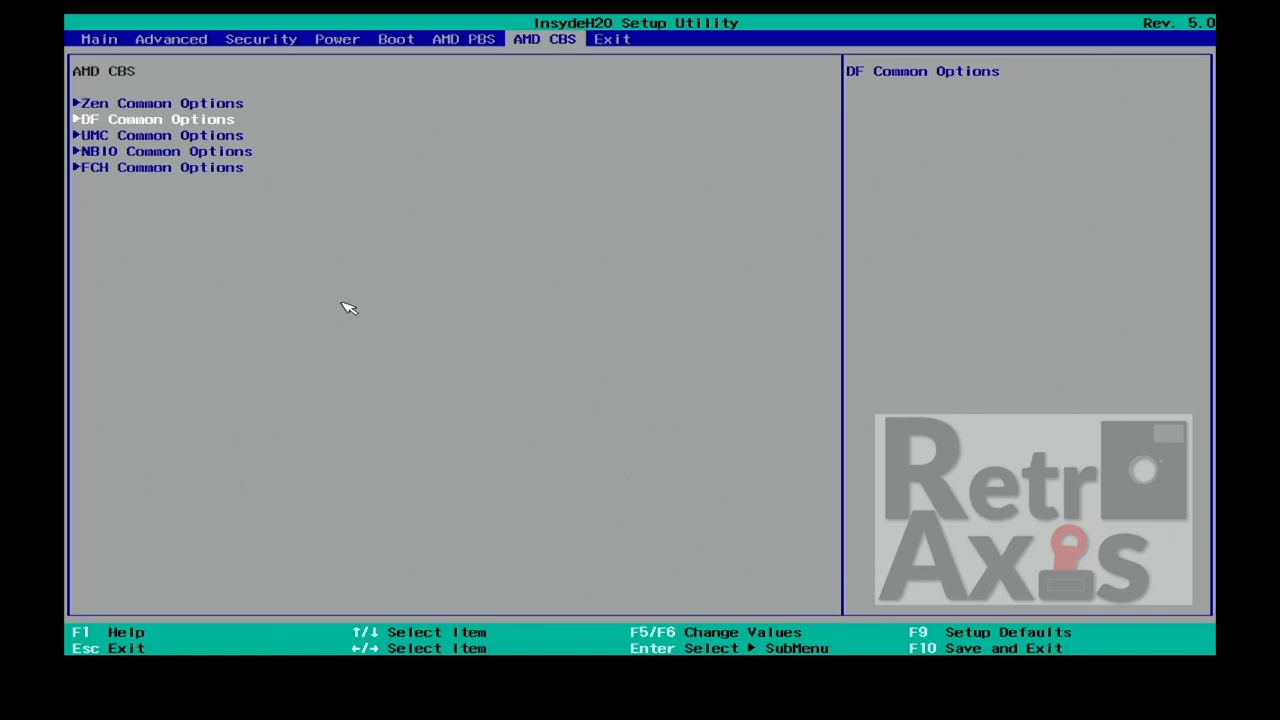 InsydeH2O Setup Utility Rev. 5.0
Main Advanced Security Power Boot AMD PBS AMD CBS Exit
AMD CBS
Zen Common Options
DF Common Options
UMC Common Options
NBIO Common Options
FCH Common Options
DF Common Options
Retro
Axis
F1 Help ↑/↓ Select Item F5/F6 Change Values F9 Setup Defaults
Esc Exit ←/→ Select Item Enter Select ▶ SubMenu F10 Save and Exit